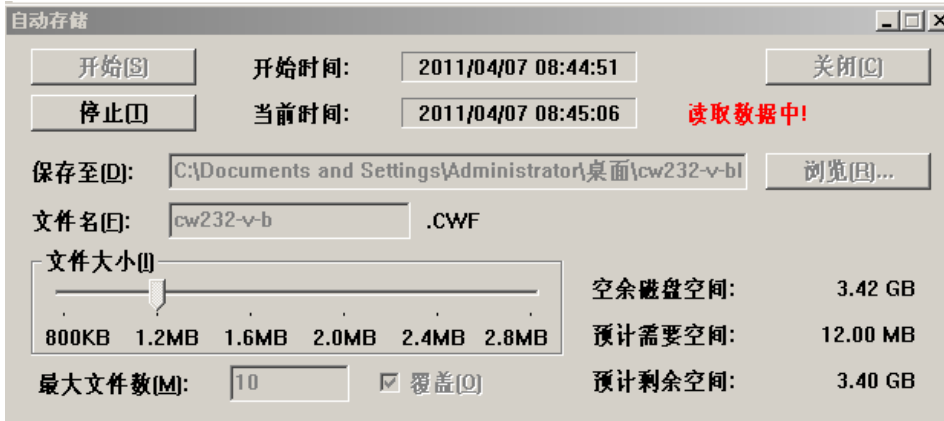 自动存储
开始(S) 开始时间: 2011/04/07 08:44:51 关闭(C)
停止(T) 当前时间: 2011/04/07 08:45:06 读取数据中!
保存至(D): C:\Documents and Settings\Administrator\桌面\cw232-v-bl 浏览(R)...
文件名(F): cw232-v-b .CWF
文件大小(I)
800KB 1.2MB 1.6MB 2.0MB 2.4MB 2.8MB
空余磁盘空间: 3.42 GB
预计需要空间: 12.00 MB
最大文件数(M): 10 覆盖(O) 预计剩余空间: 3.40 GB